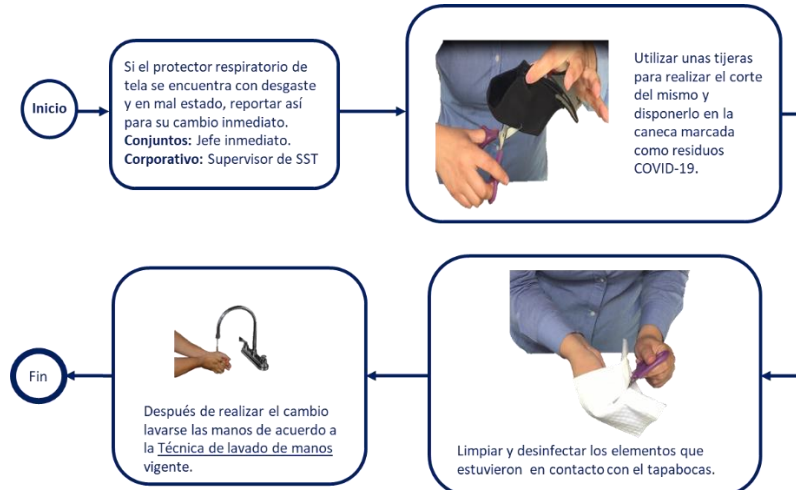 Inicio
Si el protector respiratorio de
tela se encuentra con desgaste
y en mal estado, reportar así
para su cambio inmediato.
Conjuntos: Jefe inmediato.
Corporativo: Supervisor de SST
Utilizar unas tijeras
para realizar el corte
del mismo y
disponerlo en la
caneca marcada
como residuos
COVID-19.
Limpiar y desinfectar los elementos que
estuvieron en contacto con el tapabocas.
Después de realizar el cambio
lavarse las manos de acuerdo a
la Técnica de lavado de manos
vigente.
Fin